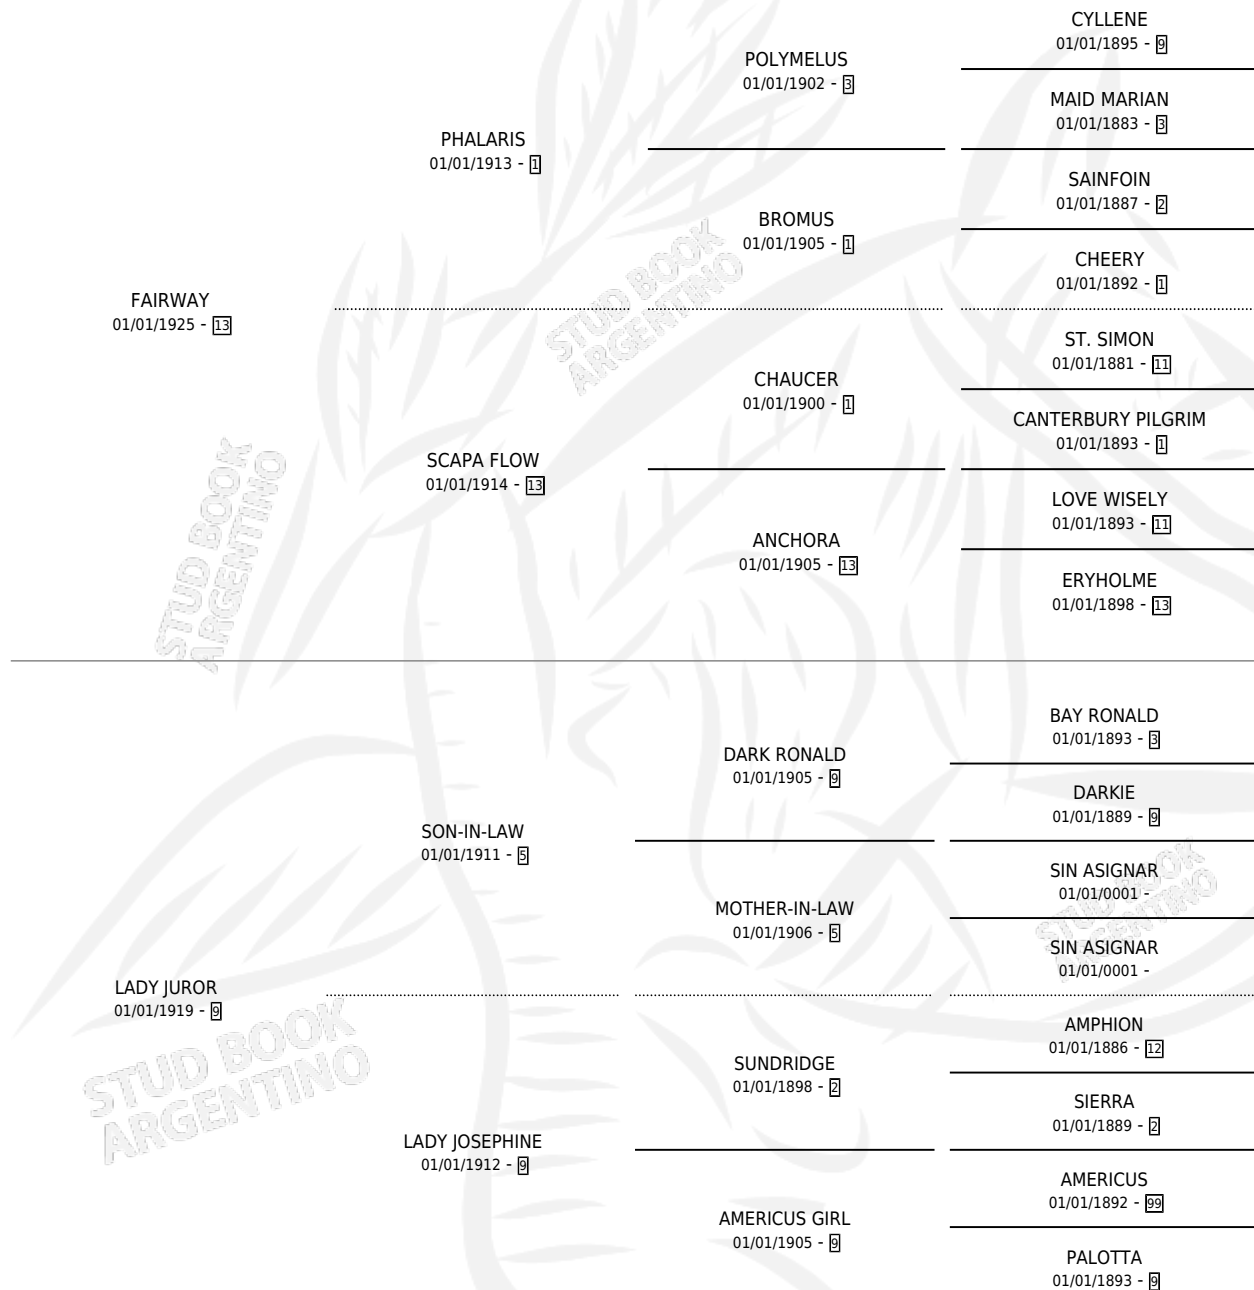 CYLLENE
01/01/1895 - 9
POLYMELUS
01/01/1902 - 3
MAID MARIAN
01/01/1883 - 3
PHALARIS
01/01/1913 - 1
SAINFOIN
01/01/1887 - 2
BROMUS
01/01/1905 - 1
CHEERY
01/01/1892 - 1
FAIRWAY
01/01/1925 - 13
STUD BOOK
ARGENTINO
ST. SIMON
01/01/1881 - 11
CHAUCER
01/01/1900 - 1
CANTERBURY PILGRIM
01/01/1893 - 1
SCAPA FLOW
01/01/1914 - 13
LOVE WISELY
01/01/1893 - 11
STUD BOOK
ARGENTINO
ANCHORA
01/01/1905 - 13
ERYHOLME
01/01/1898 - 13
BAY RONALD
01/01/1893 - 3
DARK RONALD
01/01/1905 - 9
DARKIE
01/01/1889 - 9
SON-IN-LAW
01/01/1911 - 5
SIN ASIGNAR
01/01/0001 -
MOTHER-IN-LAW
01/01/1906 - 5
STUD BOOK
ARGENTINO
SIN ASIGNAR
01/01/0001 -
LADY JUROR
01/01/1919 - 9
STUD BOOK
ARGENTINO
AMPHION
01/01/1886 - 12
SUNDRIDGE
01/01/1898 - 2
SIERRA
01/01/1889 - 2
LADY JOSEPHINE
01/01/1912 - 9
AMERICUS
01/01/1892 - 99
AMERICUS GIRL
01/01/1905 - 9
PALOTTA
01/01/1893 - 9